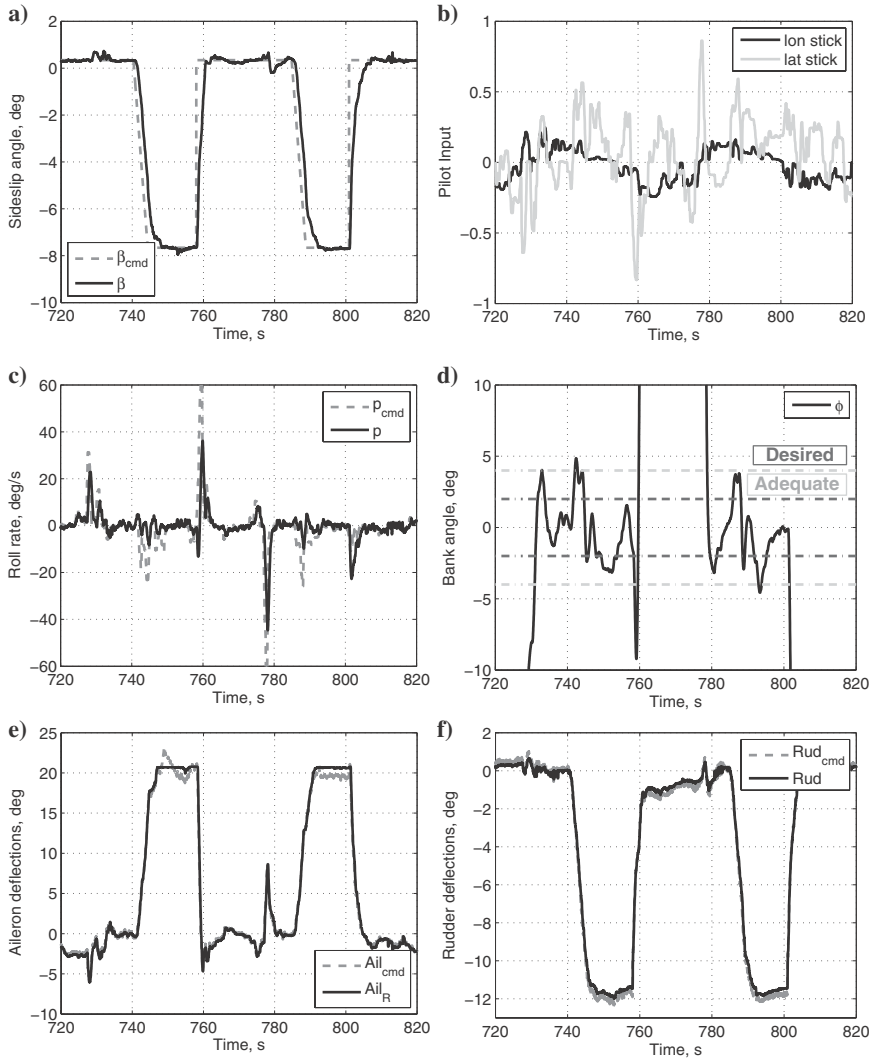 a)
2
0
−2
−4
−6
−8
−10
Sideslip angle, deg
βcmd
β
720 740 760 780 800 820
Time, s
b)
1
0.5
0
−0.5
−1
Pilot Input
lon stick
lat stick
720 740 760 780 800 820
Time, s
c)
60
40
20
0
−20
−40
−60
Roll rate, deg/s
pcmd
p
720 740 760 780 800 820
Time, s
d)
10
5
0
−5
−10
Bank angle, deg
φ
Desired
Adequate
720 740 760 780 800 820
Time, s
e)
25
20
15
10
5
0
−5
−10
Aileron deflections, deg
Ailcmd
AilR
720 740 760 780 800 820
Time, s
f)
2
0
−2
−4
−6
−8
−10
−12
Rudder deflections, deg
Rudcmd
Rud
720 740 760 780 800 820
Time, s